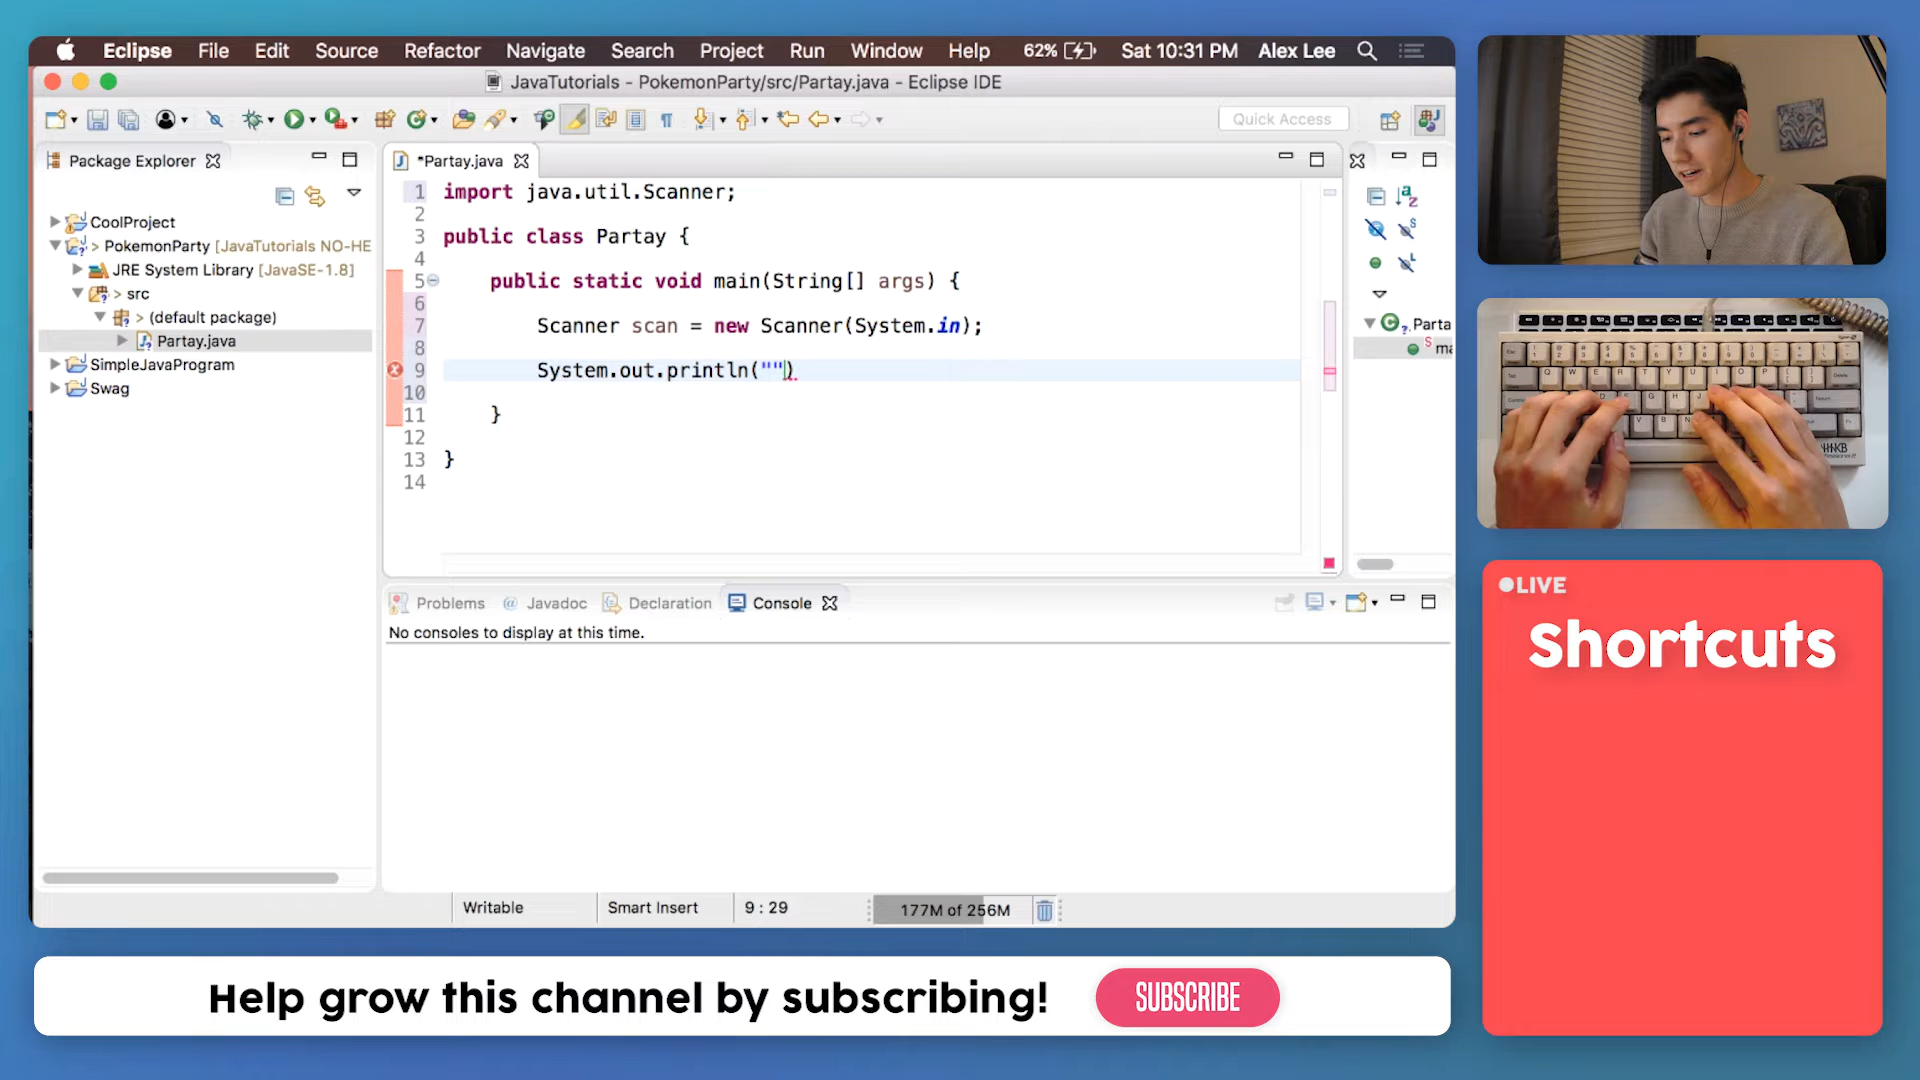 Eclipse File Edit Source Refactor Navigate Search Project Run Window Help 62% Sat 10:31 PM Alex Lee
JavaTutorials - PokemonParty/src/Partay.java - Eclipse IDE
Quick Access
Package Explorer
CoolProject
> PokemonParty [JavaTutorials NO-HE
JRE System Library [JavaSE-1.8]
> src
> (default package)
Partay.java
SimpleJavaProgram
Swag
*Partay.java
1 import java.util.Scanner;
2
3 public class Partay {
4
5 public static void main(String[] args) {
6
7 Scanner scan = new Scanner(System.in);
8
9 System.out.println("")
10
11 }
12
13 }
14
Parta
ma
Problems @ Javadoc Declaration Console
No consoles to display at this time.
Writable Smart Insert 9 : 29 177M of 256M
LIVE
Shortcuts
Help grow this channel by subscribing!
SUBSCRIBE